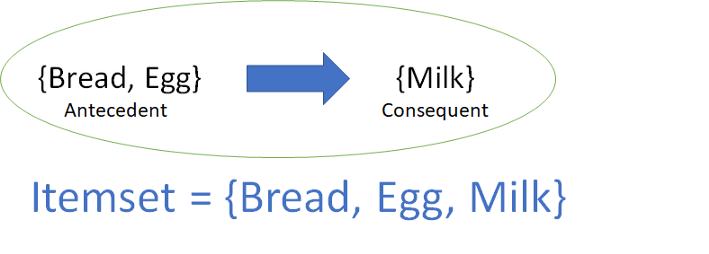 {Bread, Egg} {Milk}
Antecedent Consequent
Itemset = {Bread, Egg, Milk}